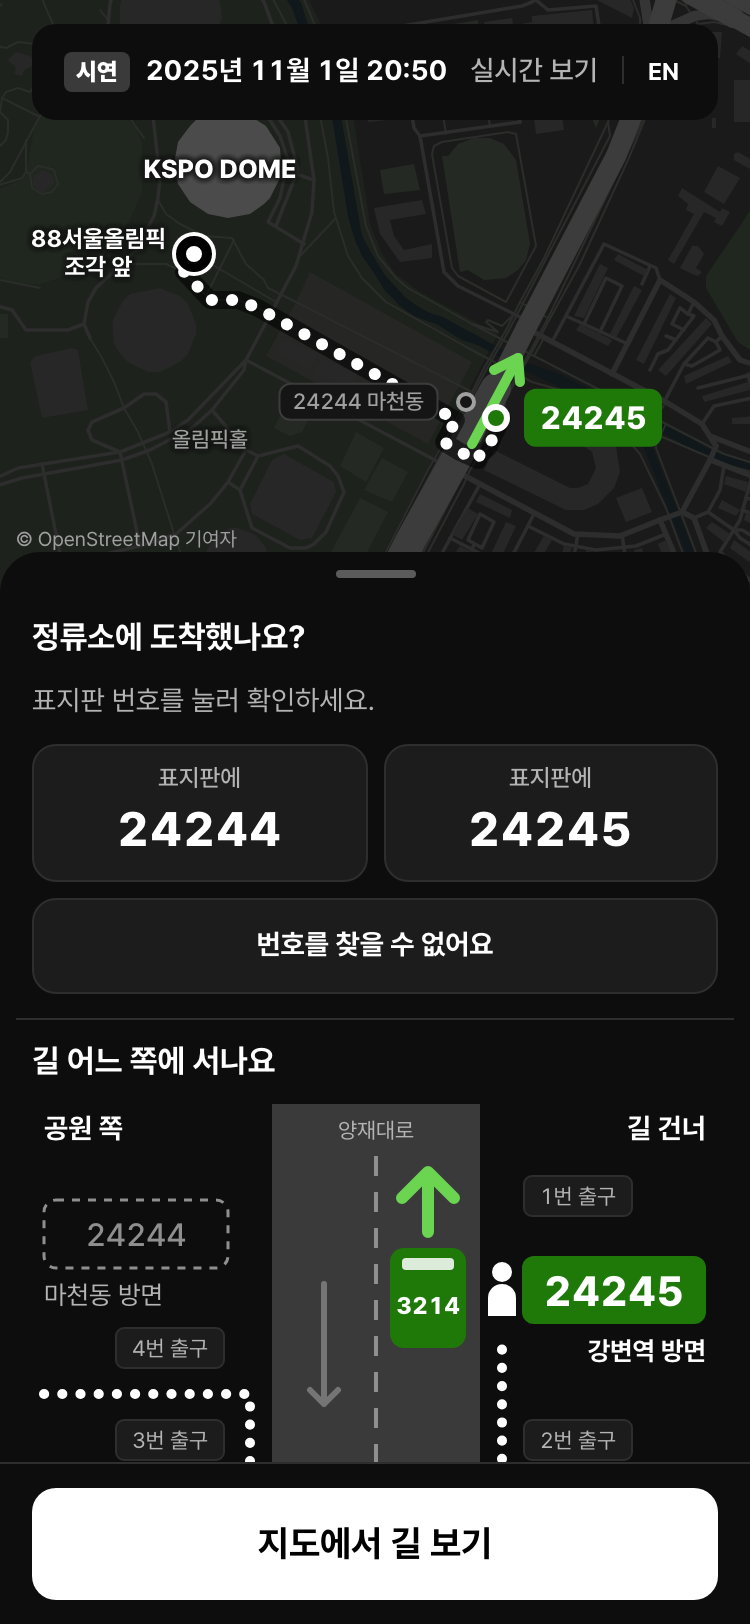 시연 2025년 11월 1일 20:50 실시간 보기 EN
KSPO DOME
88서울올림픽
조각 앞
24244 마천동
24245
올림픽홀
© OpenStreetMap 기여자
정류소에 도착했나요?
표지판 번호를 눌러 확인하세요.
표지판에
24244
표지판에
24245
번호를 찾을 수 없어요
길 어느 쪽에 서나요
공원 쪽
양재대로
길 건너
1번 출구
24244
마천동 방면
3214
24245
강변역 방면
4번 출구
3번 출구
2번 출구
지도에서 길 보기